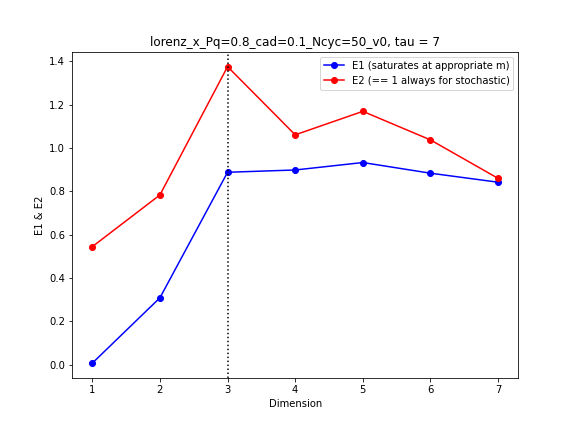 lorenz_x_Pq=0.8_cad=0.1_Ncyc=50_v0, tau = 7
E1 (saturates at appropriate m)
E2 (== 1 always for stochastic)
E1 & E2
1.4
1.2
1.0
0.8
0.6
0.4
0.2
0.0
1 2 3 4 5 6 7
Dimension